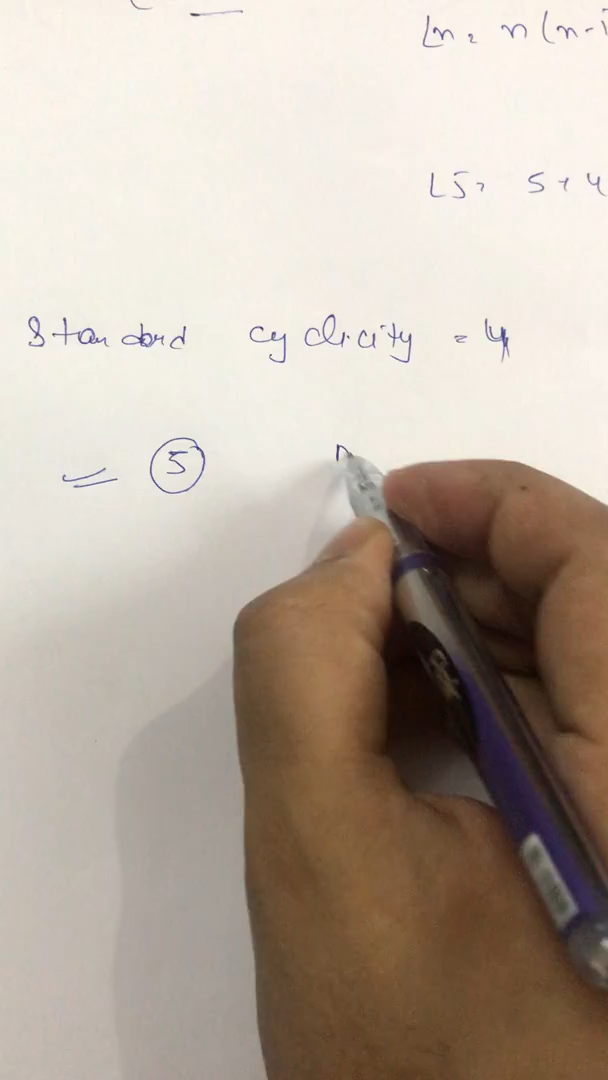 Ln = n (n-1
L5 = 5 + 4
Standard cyclicity = 4
= 5 n